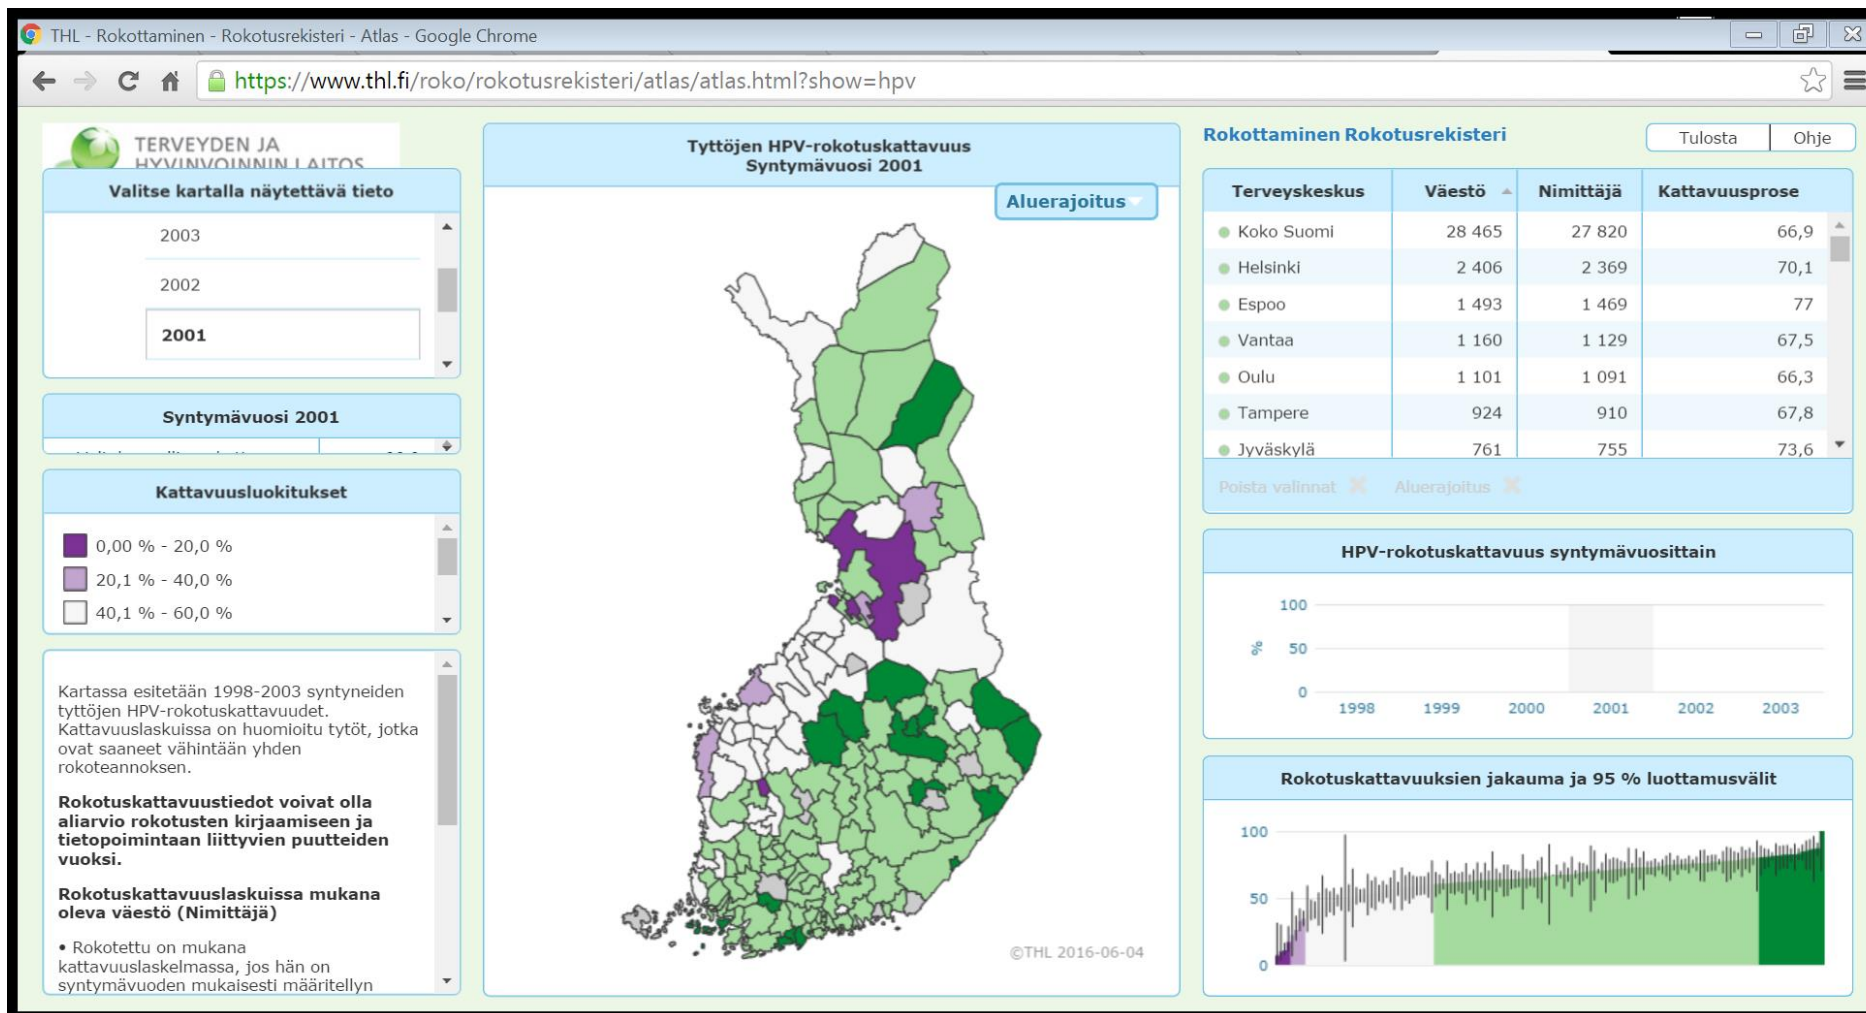 THL - Rokottaminen - Rokotusrekisteri - Atlas - Google Chrome
https://www.thl.fi/roko/rokotusrekisteri/atlas/atlas.html?show=hpv
TERVEYDEN JA
HYVINVOINNIN LAITOS
Valitse kartalla näytettävä tieto
2003
2002
2001
Syntymävuosi 2001
Kattavuusluokitukset
0,00 % - 20,0 %
20,1 % - 40,0 %
40,1 % - 60,0 %
Kartassa esitetään 1998-2003 syntyneiden
tyttöjen HPV-rokotuskattavuudet.
Kattavuuslaskuissa on huomioitu tytöt, jotka
ovat saaneet vähintään yhden
rokoteannoksen.
Rokotuskattavuustiedot voivat olla
aliarvio rokotusten kirjaamiseen ja
tietopoimintaan liittyvien puutteiden
vuoksi.
Rokotuskattavuuslaskuissa mukana
oleva väestö (Nimittäjä)
• Rokotettu on mukana
kattavuuslaskelmassa, jos hän on
syntymävuoden mukaisesti määritellyn
Tyttöjen HPV-rokotuskattavuus
Syntymävuosi 2001
Aluerajoitus
©THL 2016-06-04
Rokottaminen Rokotusrekisteri
Tulosta Ohje
Terveyskeskus Väestö Nimittäjä Kattavuusprose
Koko Suomi 28 465 27 820 66,9
Helsinki 2 406 2 369 70,1
Espoo 1 493 1 469 77
Vantaa 1 160 1 129 67,5
Oulu 1 101 1 091 66,3
Tampere 924 910 67,8
Jyväskylä 761 755 73,6
Poista valinnat Aluerajoitus
HPV-rokotuskattavuus syntymävuosittain
100
% 50
0
1998 1999 2000 2001 2002 2003
Rokotuskattavuuksien jakauma ja 95 % luottamusvälit
100
50
0